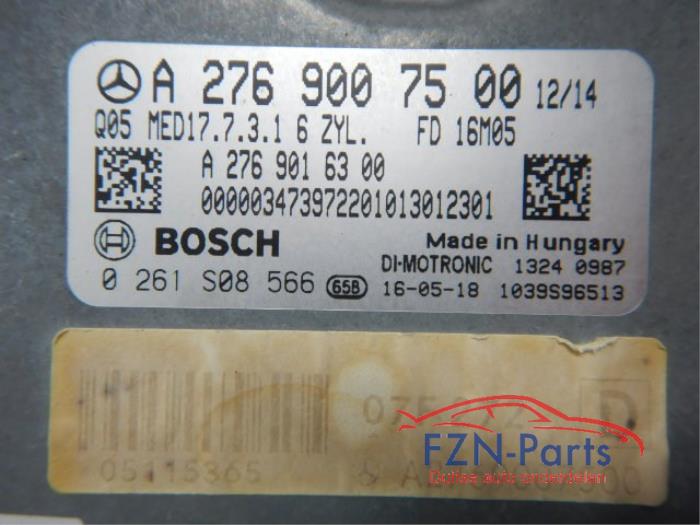 A 276 900 75 00 12/14
Q05 MED17.7.3.1 6 ZYL. FD 16M05
A 276 901 63 00
00000347397220101301 2301
BOSCH Made in Hungary
DI-MOTRONIC 1324 0987
0 261 S08 566 65B 16-05-18 1039S96513
D
05115365
FZN-Parts
Duitse auto onderdelen